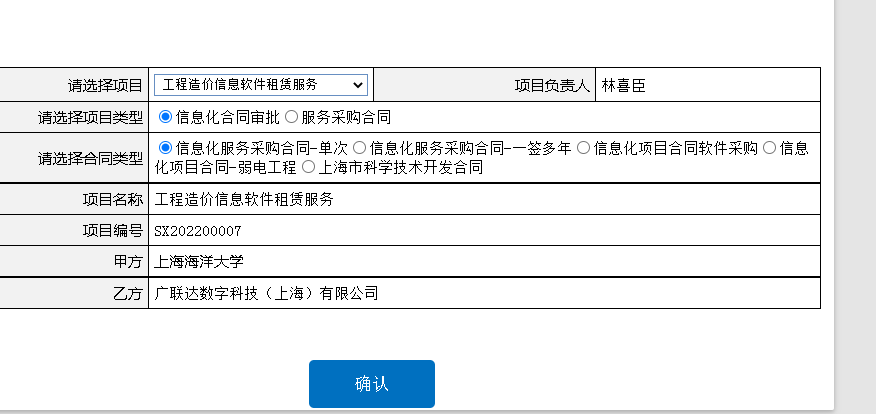 请选择项目 工程造价信息软件租赁服务 项目负责人 林喜臣
请选择项目类型 信息化合同审批 服务采购合同
请选择合同类型 信息化服务采购合同-单次 信息化服务采购合同-一签多年 信息化项目合同软件采购 信息
化项目合同-弱电工程 上海市科学技术开发合同
项目名称 工程造价信息软件租赁服务
项目编号 SX202200007
甲方 上海海洋大学
乙方 广联达数字科技（上海）有限公司
确认